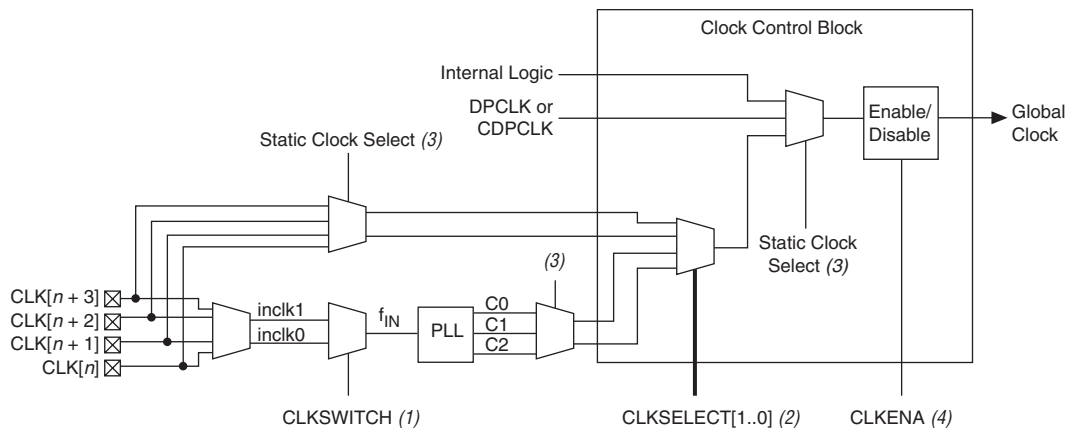 Clock Control Block
Internal Logic
DPCLK or
CDPCLK
Enable/
Disable
Global
Clock
Static Clock Select (3)
Static Clock
Select (3)
(3)
CLK[n + 3]
CLK[n + 2]
CLK[n + 1]
CLK[n]
inclk1
inclk0
fIN
PLL
C0
C1
C2
CLKSWITCH (1)
CLKSELECT[1..0] (2)
CLKENA (4)